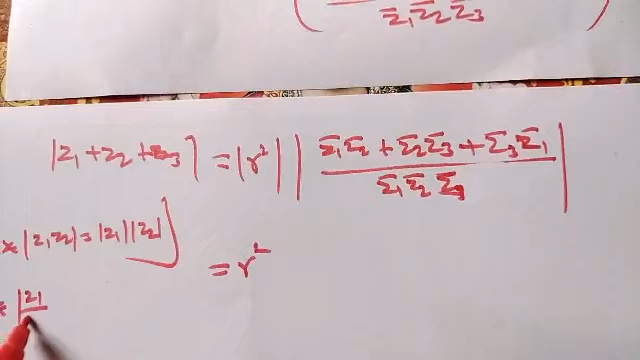 z̄₁z̄₂z̄₃
|z₁+z₂+z₃| = |r²| | z̄₁z̄₂ + z̄₂z̄₃ + z̄₃z̄₁ / z̄₁z̄₂z̄₃ |
* |z₁z₂| = |z₁||z₂|
= r²
* |z₁